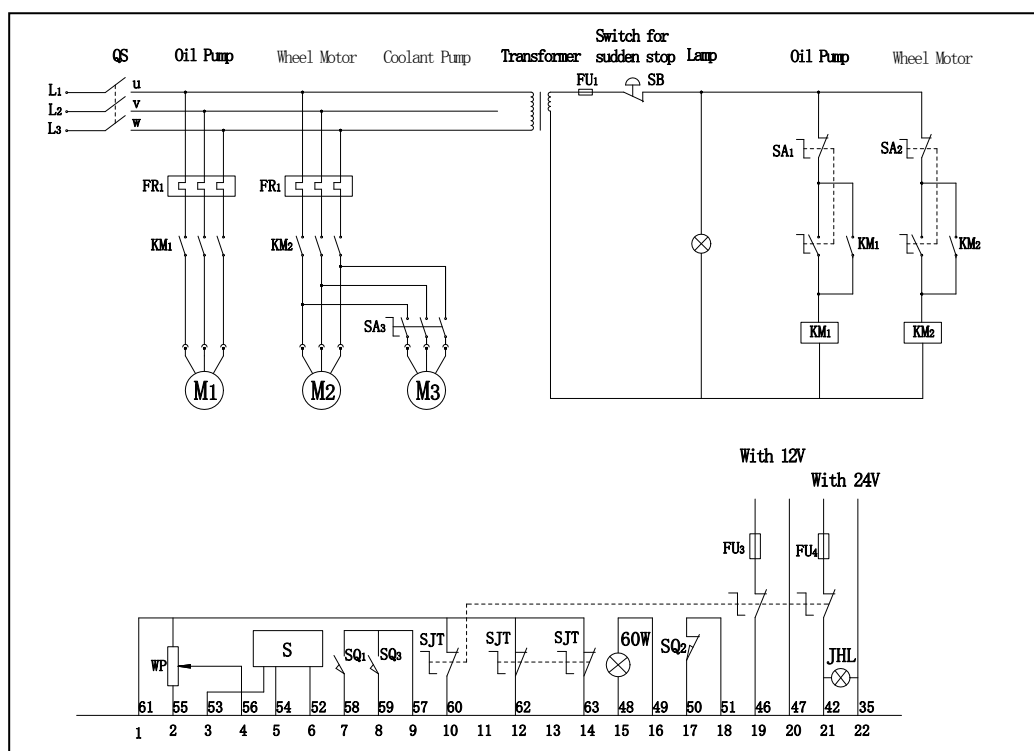 QS Oil Pump Wheel Motor Coolant Pump Transformer Switch for sudden stop Lamp Oil Pump Wheel Motor
L1 u FU1 SB
L2 v
L3 w
SA1 SA2
FR1 FR1
KM1 KM2 KM1 KM2
SA3
KM1 KM2
M1 M2 M3
With 12V
With 24V
FU3 FU4
WP S SQ1 SQ3 SJT SJT SJT 60W SQ2 JHL
61 55 53 56 54 52 58 59 57 60 62 63 48 49 50 51 46 47 42 35
1 2 3 4 5 6 7 8 9 10 11 12 13 14 15 16 17 18 19 20 21 22